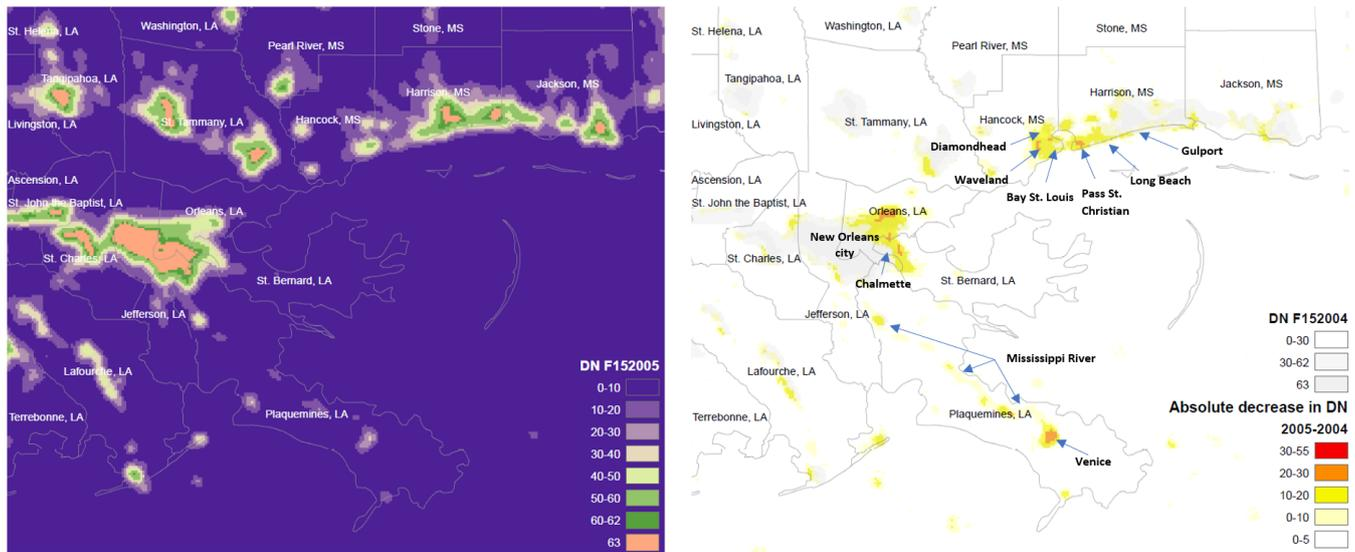 St. Helena, LA
Washington, LA
Pearl River, MS
Stone, MS
Tangipahoa, LA
Harrison, MS
Jackson, MS
Livingston, LA
St. Tammany, LA
Hancock, MS
Ascension, LA
St. John the Baptist, LA
Orleans, LA
St. Charles, LA
St. Bernard, LA
Jefferson, LA
Lafourche, LA
Terrebonne, LA
Plaquemines, LA
DN F152005
0-10
10-20
20-30
30-40
40-50
50-60
60-62
63
St. Helena, LA
Washington, LA
Pearl River, MS
Stone, MS
Tangipahoa, LA
Harrison, MS
Jackson, MS
Livingston, LA
St. Tammany, LA
Hancock, MS
Diamondhead
Gulport
Ascension, LA
Waveland
Long Beach
Bay St. Louis
Pass St.
Christian
St. John the Baptist, LA
Orleans, LA
New Orleans
city
St. Charles, LA
Chalmette
St. Bernard, LA
Jefferson, LA
Mississippi River
Lafourche, LA
Terrebonne, LA
Plaquemines, LA
Venice
DN F152004
0-30
30-62
63
Absolute decrease in DN
2005-2004
30-55
20-30
10-20
0-10
0-5